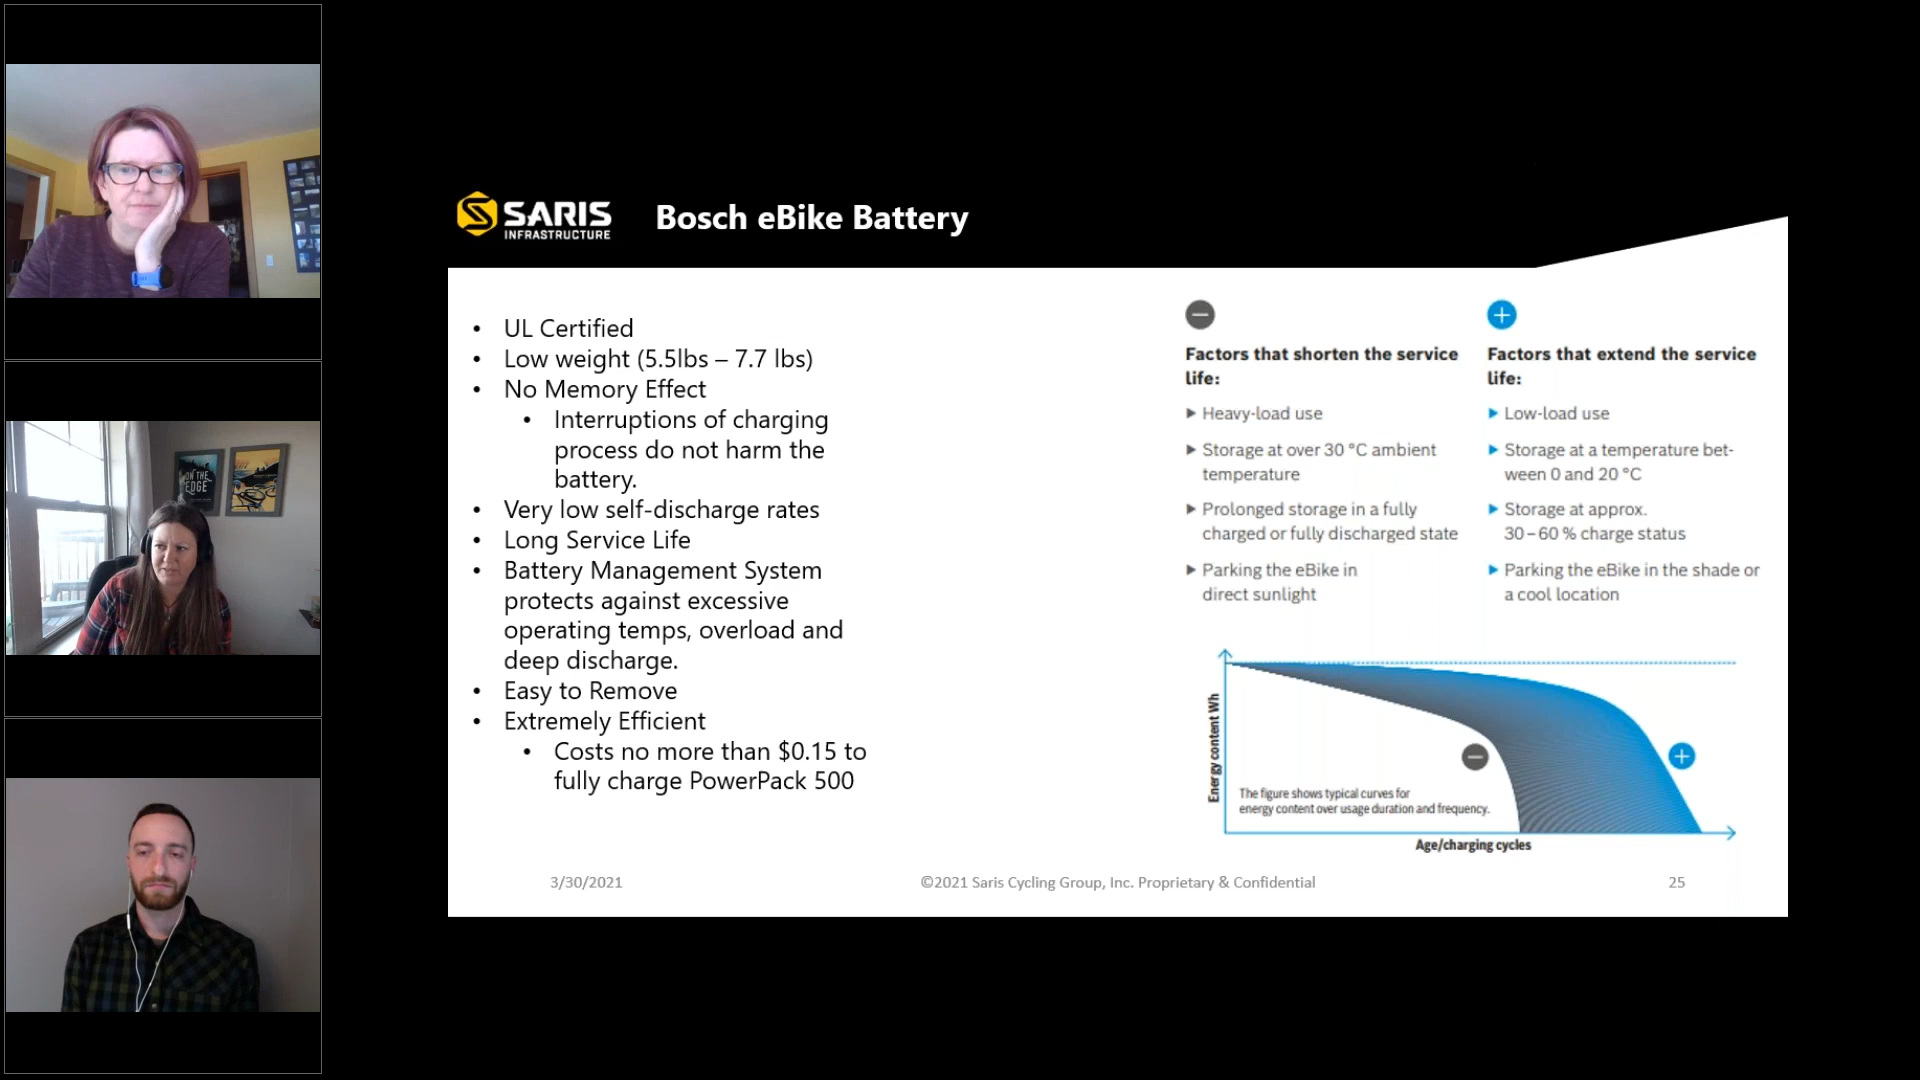 ON THE
EDGE
SARIS
INFRASTRUCTURE
Bosch eBike Battery
• UL Certified
• Low weight (5.5lbs – 7.7 lbs)
• No Memory Effect
• Interruptions of charging
process do not harm the
battery.
• Very low self-discharge rates
• Long Service Life
• Battery Management System
protects against excessive
operating temps, overload and
deep discharge.
• Easy to Remove
• Extremely Efficient
• Costs no more than $0.15 to
fully charge PowerPack 500
Factors that shorten the service
life:
Heavy-load use
Storage at over 30 °C ambient
temperature
Prolonged storage in a fully
charged or fully discharged state
Parking the eBike in
direct sunlight
Factors that extend the service
life:
Low-load use
Storage at a temperature bet-
ween 0 and 20 °C
Storage at approx.
30 – 60 % charge status
Parking the eBike in the shade or
a cool location
Energy content Wh
The figure shows typical curves for
energy content over usage duration and frequency.
Age/charging cycles
3/30/2021
©2021 Saris Cycling Group, Inc. Proprietary & Confidential
25